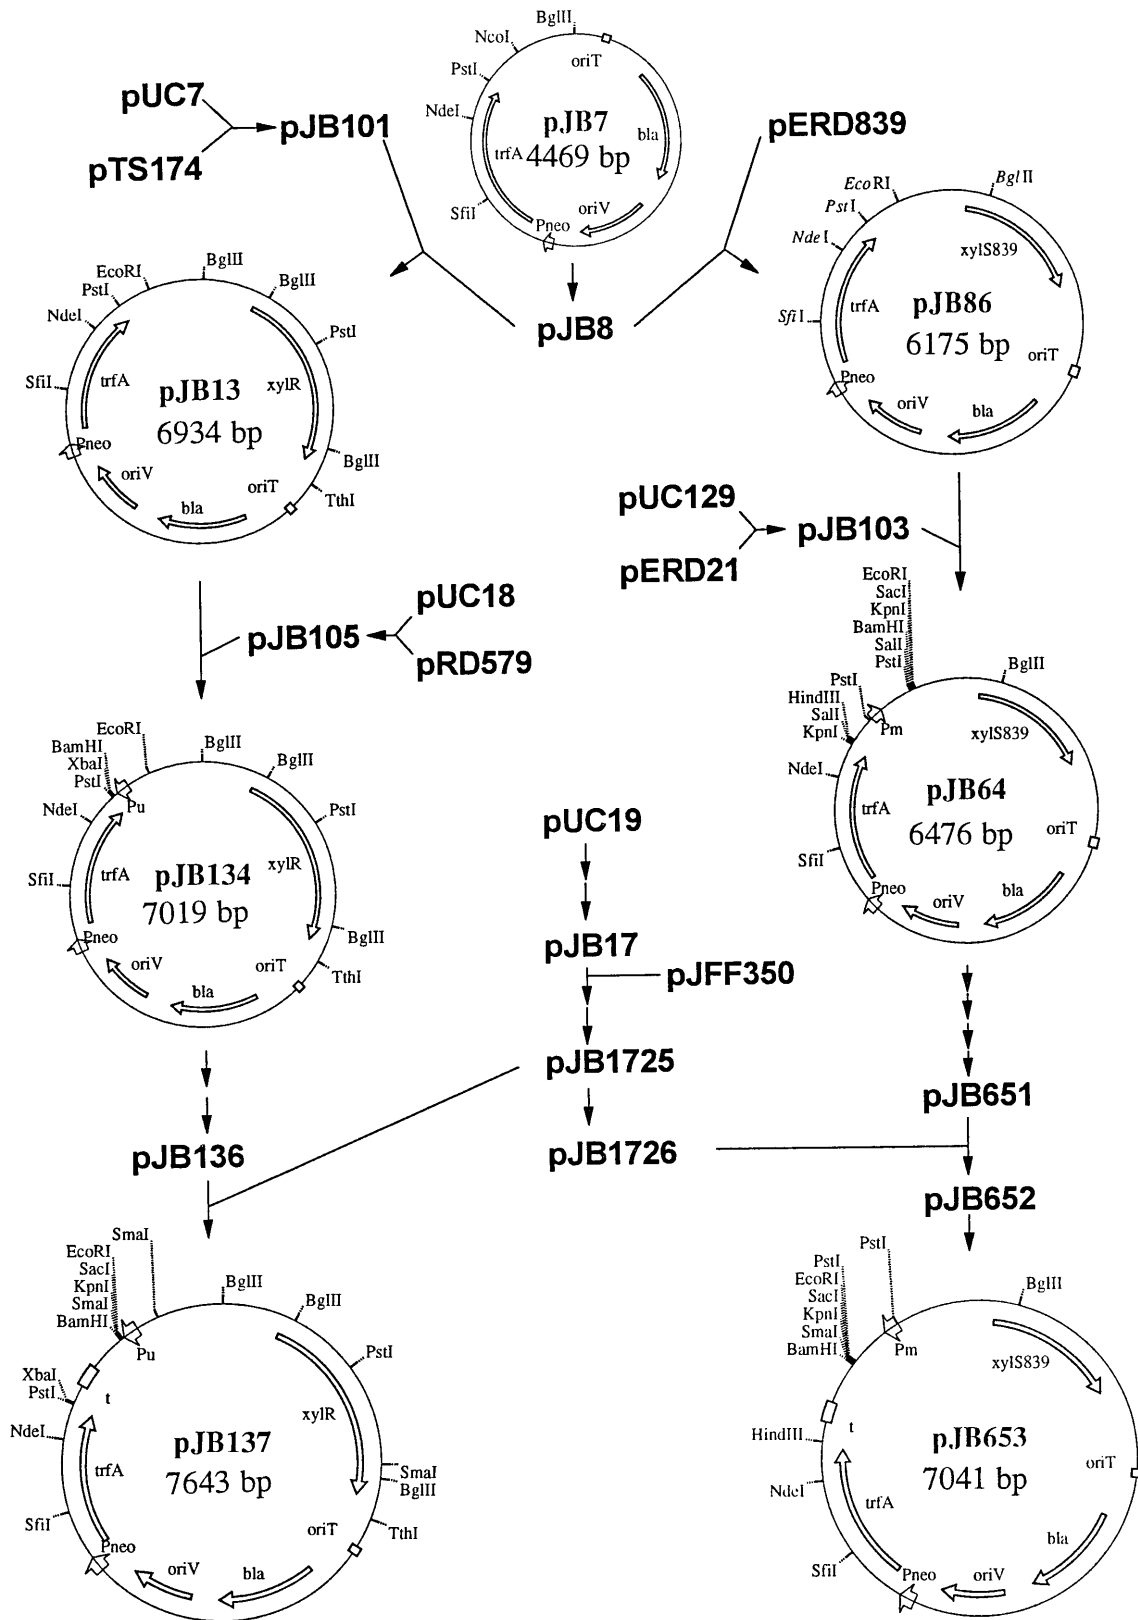 BglII
NcoI
PstI
NdeI
SfiI
oriT
bla
oriV
Pneo
trfA
pJB7
4469 bp
pUC7
pTS174
pJB101
pERD839
pJB8
EcoRI
PstI
NdeI
SfiI
BglII
BglII
PstI
xylR
BglII
TthI
oriT
bla
oriV
Pneo
trfA
pJB13
6934 bp
EcoRI
PstI
NdeI
SfiI
BglII
xylS839
trfA
pJB86
6175 bp
oriT
Pneo
oriV
bla
pUC129
pERD21
pJB103
pUC18
pRD579
pJB105
EcoRI
SacI
KpnI
BamHI
SalI
PstI
BglII
PstI
HindIII
SalI
KpnI
Pm
xylS839
NdeI
trfA
pJB64
6476 bp
oriT
SfiI
Pneo
oriV
bla
EcoRI
BamHI
XbaI
PstI
Pu
NdeI
SfiI
BglII
BglII
PstI
xylR
trfA
pJB134
7019 bp
Pneo
oriV
bla
oriT
BglII
TthI
pUC19
pJB17
pJFF350
pJB1725
pJB1726
pJB136
pJB651
pJB652
SmaI
EcoRI
SacI
KpnI
SmaI
BamHI
Pu
XbaI
PstI
t
NdeI
SfiI
BglII
BglII
PstI
xylR
trfA
pJB137
7643 bp
SmaI
BglII
TthI
oriT
Pneo
oriV
bla
PstI
PstI
EcoRI
SacI
KpnI
SmaI
BamHI
Pm
BglII
xylS839
t
HindIII
NdeI
SfiI
trfA
pJB653
7041 bp
oriT
bla
oriV
Pneo